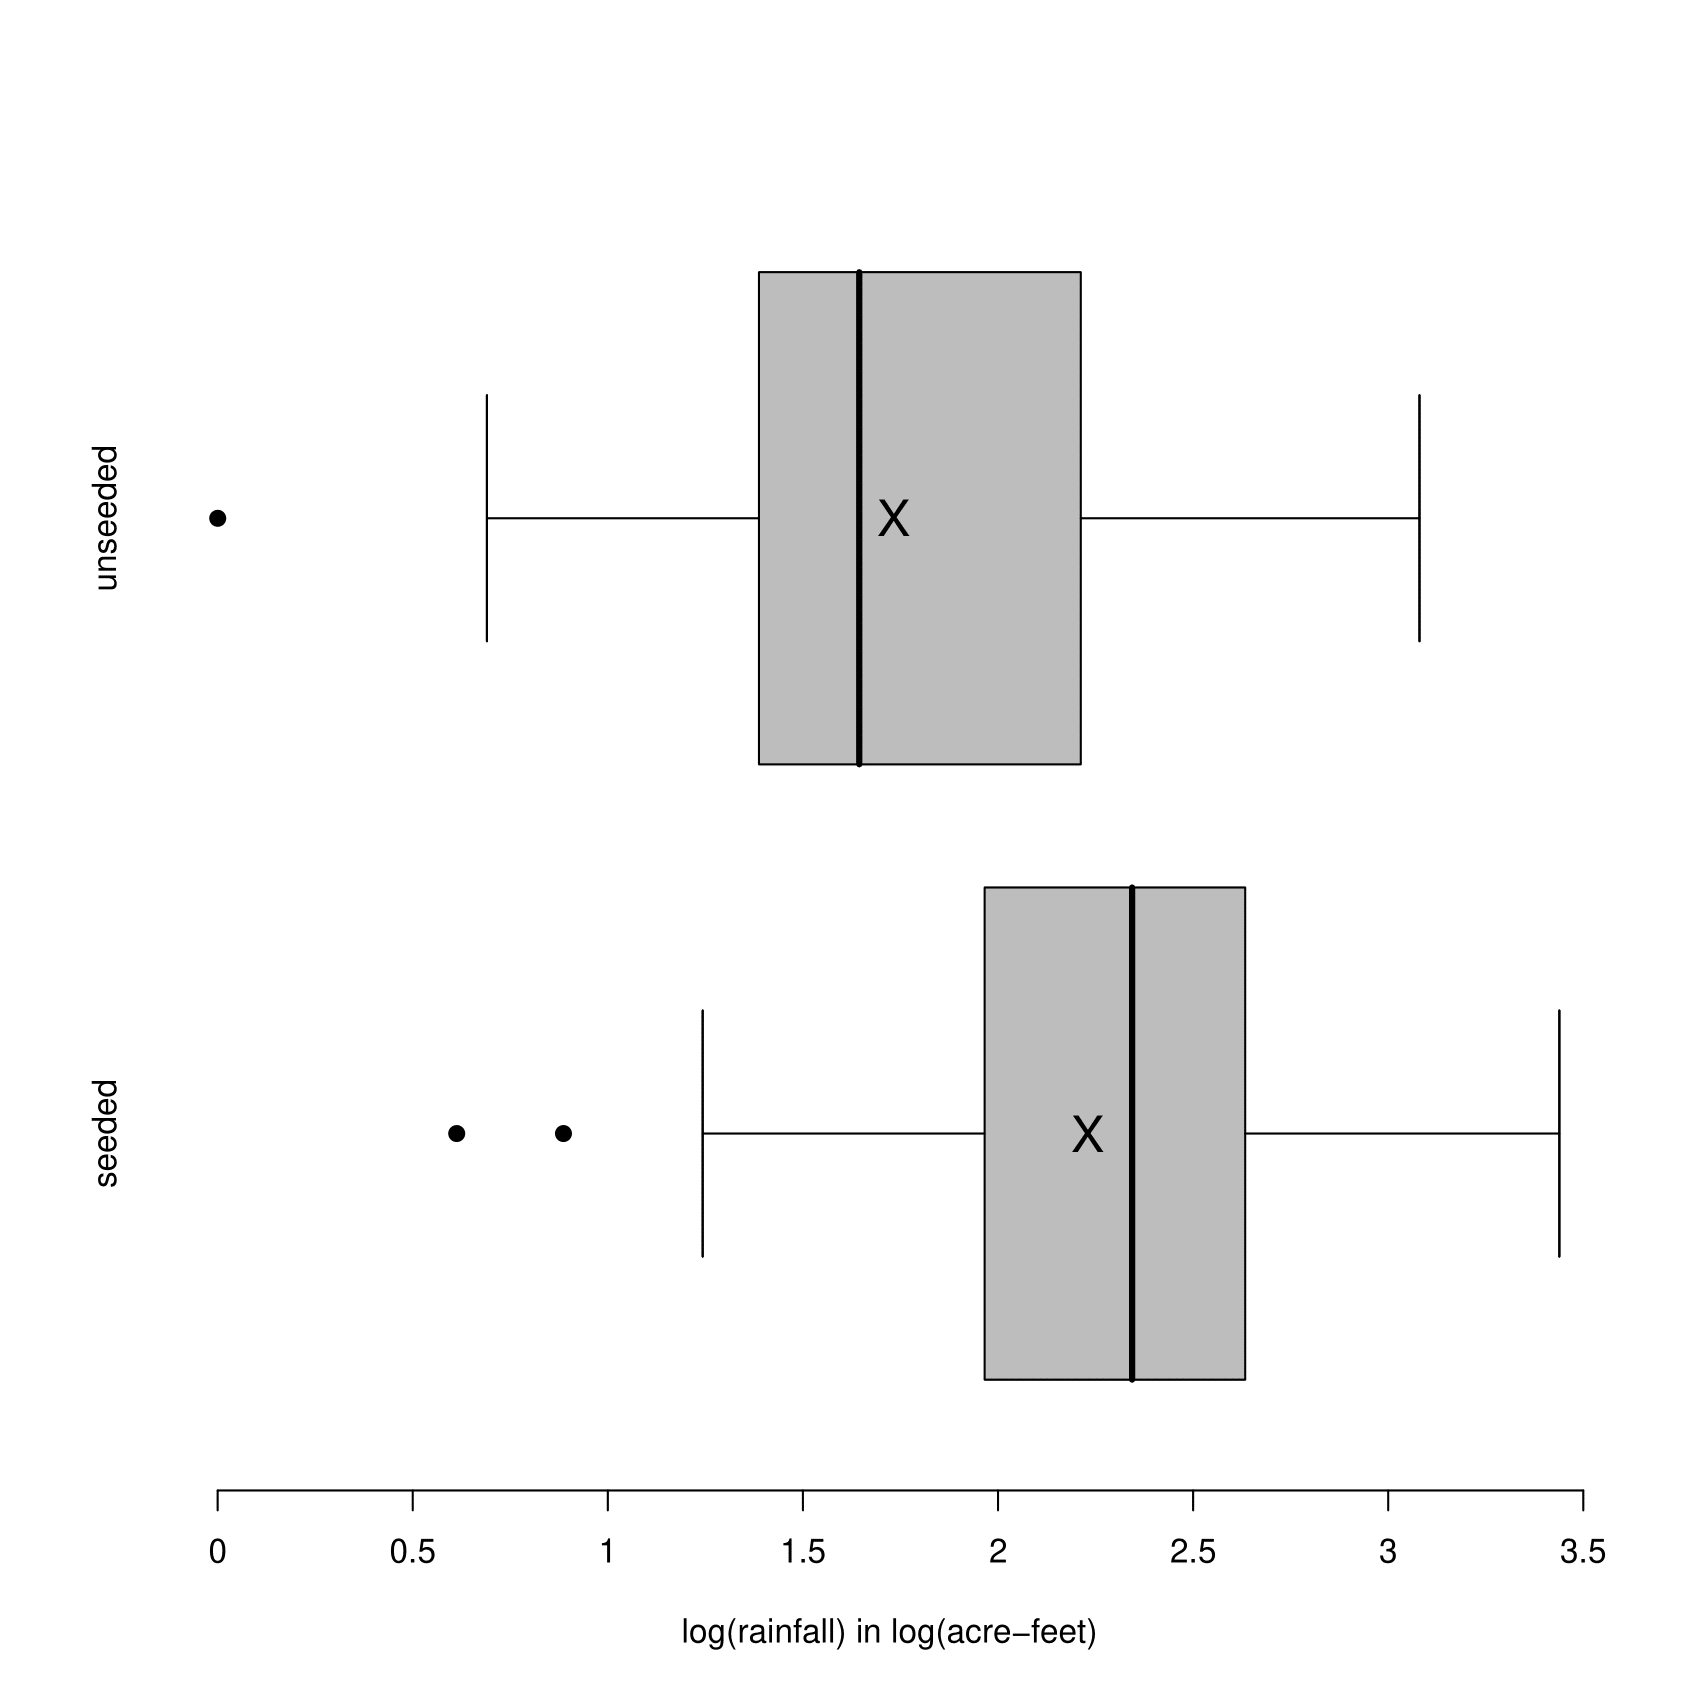 unseeded
X
seeded
X
0 0.5 1 1.5 2 2.5 3 3.5
log(rainfall) in log(acre−feet)